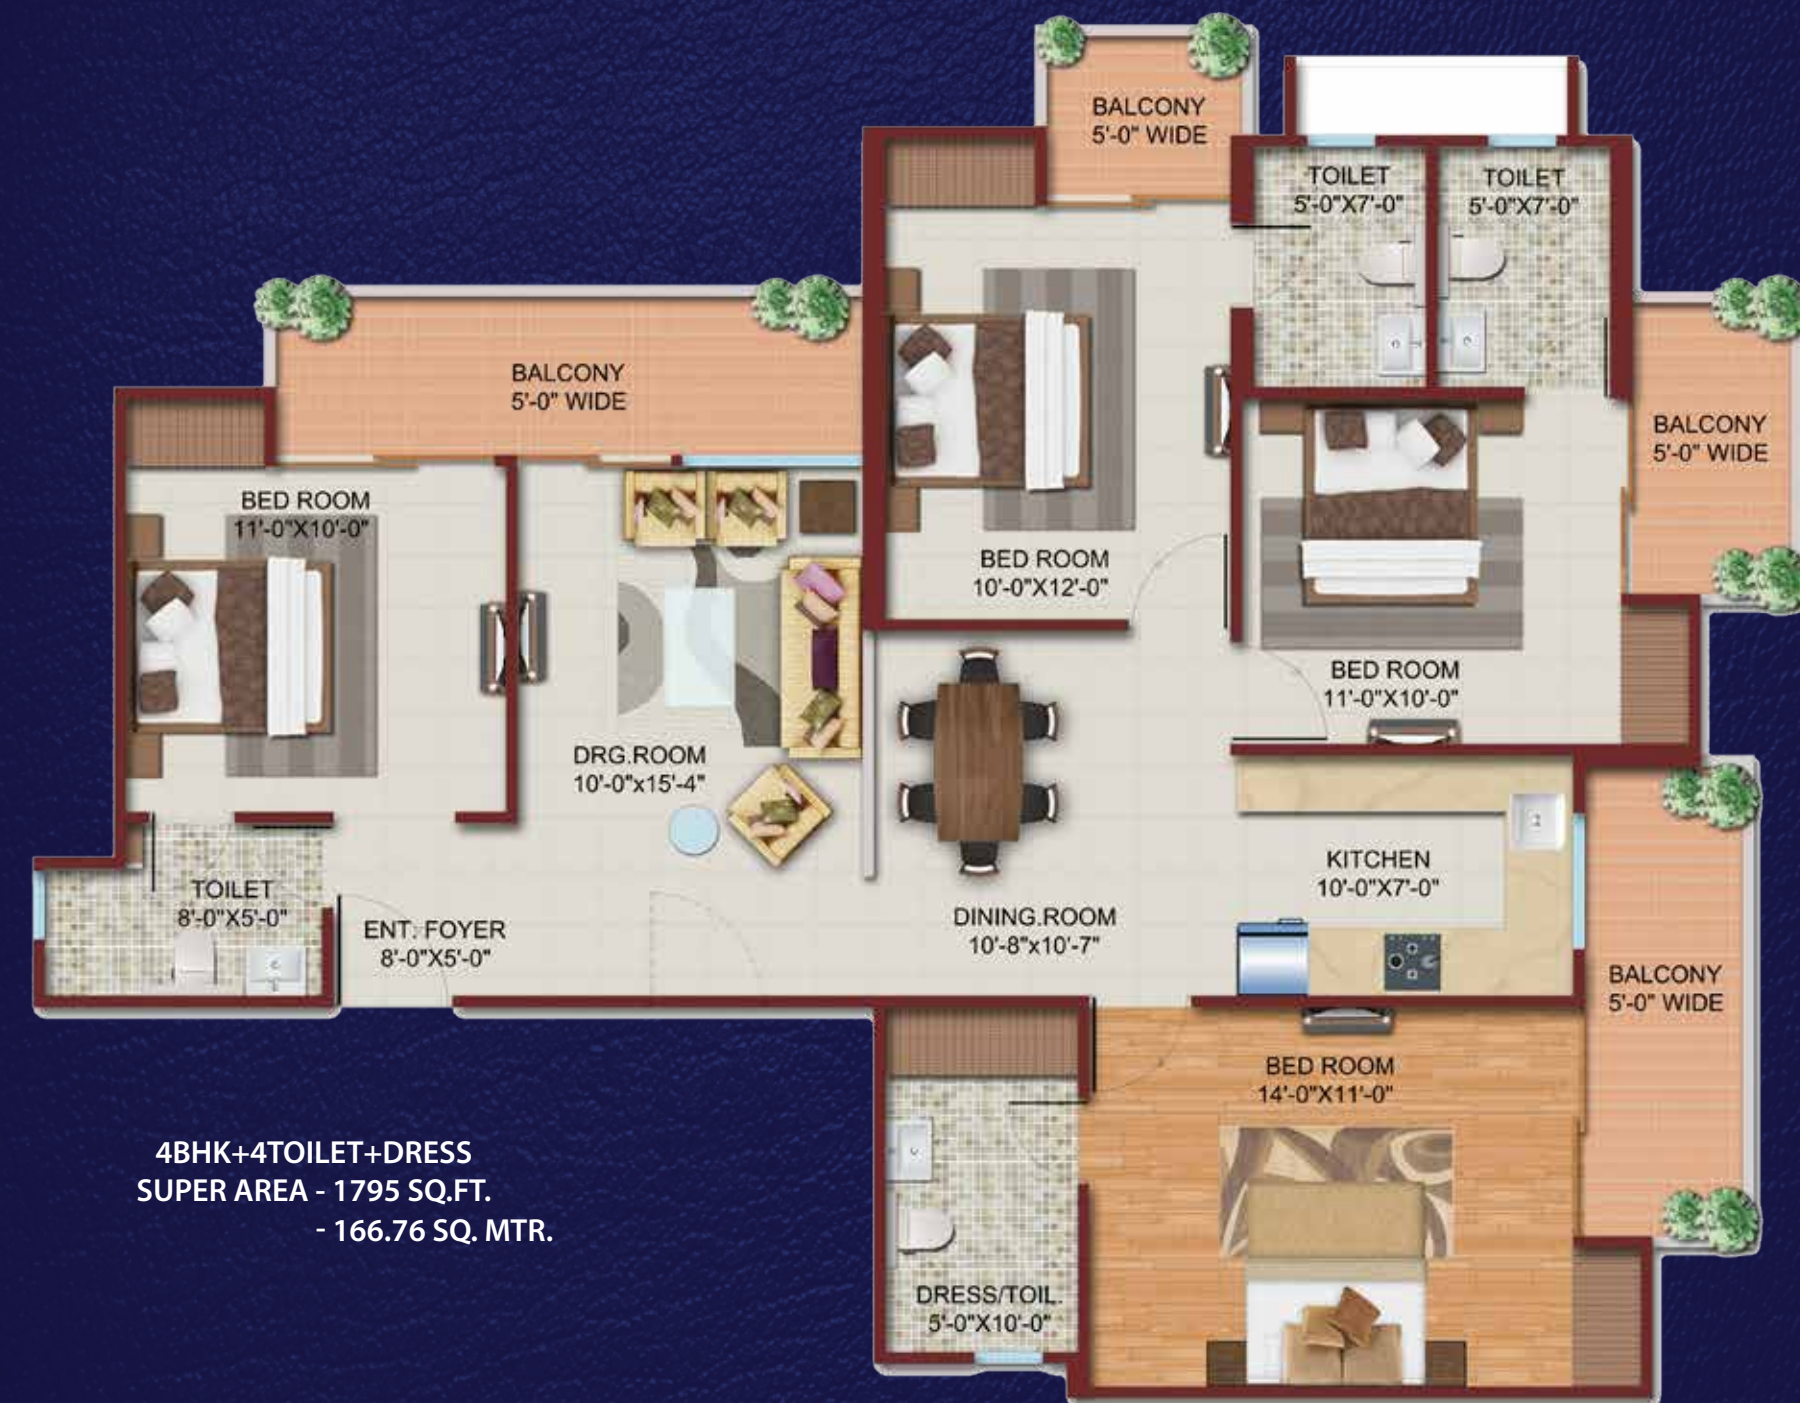 BALCONY
5'-0" WIDE
TOILET
5'-0"X7'-0"
TOILET
5'-0"X7'-0"
BALCONY
5'-0" WIDE
BALCONY
5'-0" WIDE
BED ROOM
11'-0"X10'-0"
BED ROOM
10'-0"X12'-0"
BED ROOM
11'-0"X10'-0"
DRG.ROOM
10'-0"x15'-4"
KITCHEN
10'-0"X7'-0"
TOILET
8'-0"X5'-0"
ENT. FOYER
8'-0"X5'-0"
DINING.ROOM
10'-8"x10'-7"
BALCONY
5'-0" WIDE
BED ROOM
14'-0"X11'-0"
DRESS/TOIL.
5'-0"X10'-0"
4BHK+4TOILET+DRESS
SUPER AREA - 1795 SQ.FT.
- 166.76 SQ. MTR.